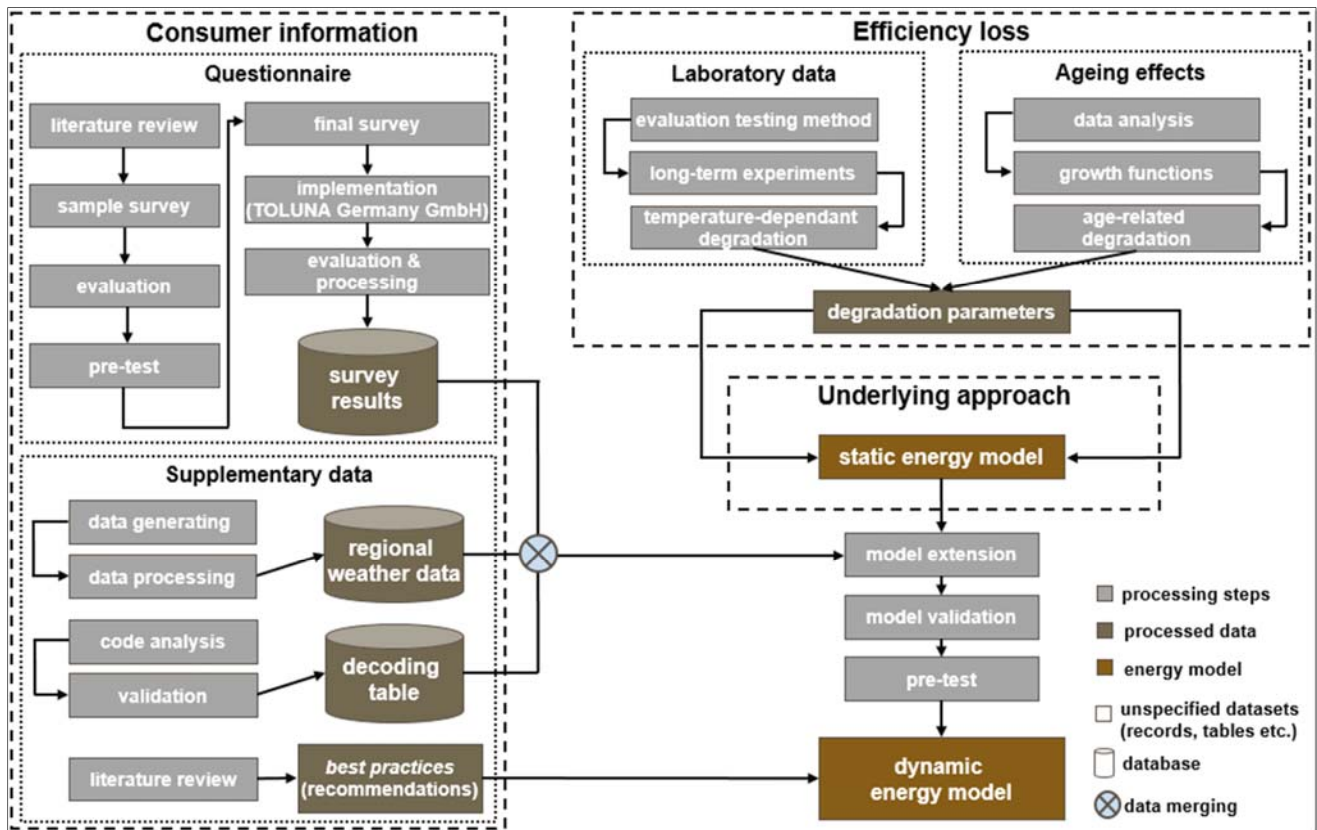 Consumer information
Questionnaire
literature review
sample survey
evaluation
pre-test
final survey
implementation
(TOLUNA Germany GmbH)
evaluation &
processing
survey
results
Supplementary data
data generating
data processing
regional
weather data
code analysis
validation
decoding
table
literature review
best practices
(recommendations)
Efficiency loss
Laboratory data
evaluation testing method
long-term experiments
temperature-dependant
degradation
Ageing effects
data analysis
growth functions
age-related
degradation
degradation parameters
Underlying approach
static energy model
model extension
model validation
pre-test
dynamic
energy model
processing steps
processed data
energy model
unspecified datasets
(records, tables etc.)
database
data merging